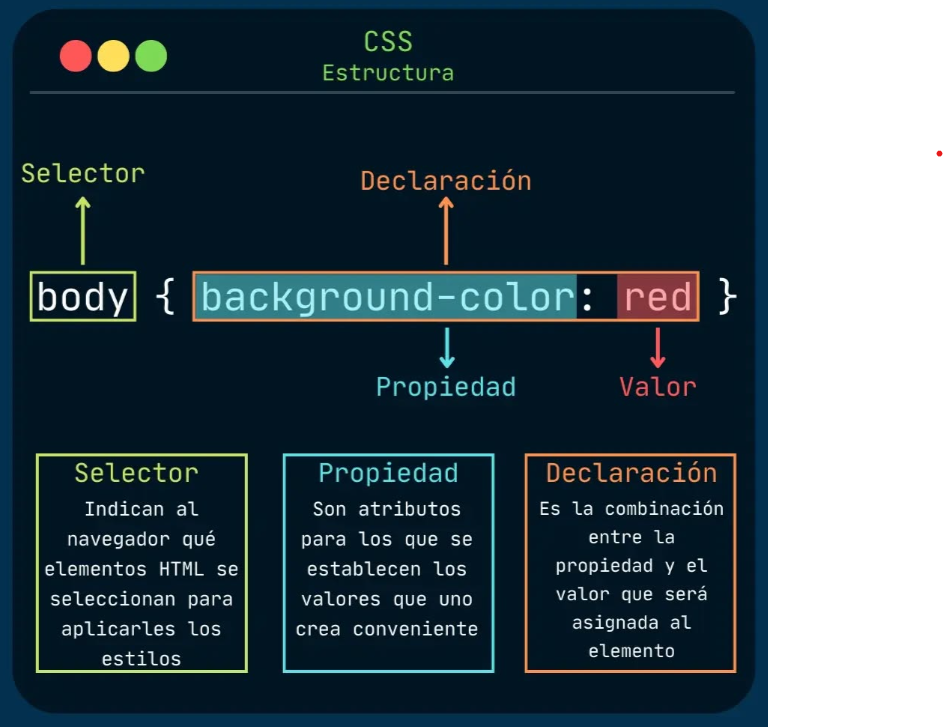 CSS
Estructura
Selector
Declaración
body { background-color: red }
Propiedad
Valor
Selector
Indican al
navegador qué
elementos HTML se
seleccionan para
aplicarles los
estilos
Propiedad
Son atributos
para los que se
establecen los
valores que uno
crea conveniente
Declaración
Es la combinación
entre la
propiedad y el
valor que será
asignada al
elemento